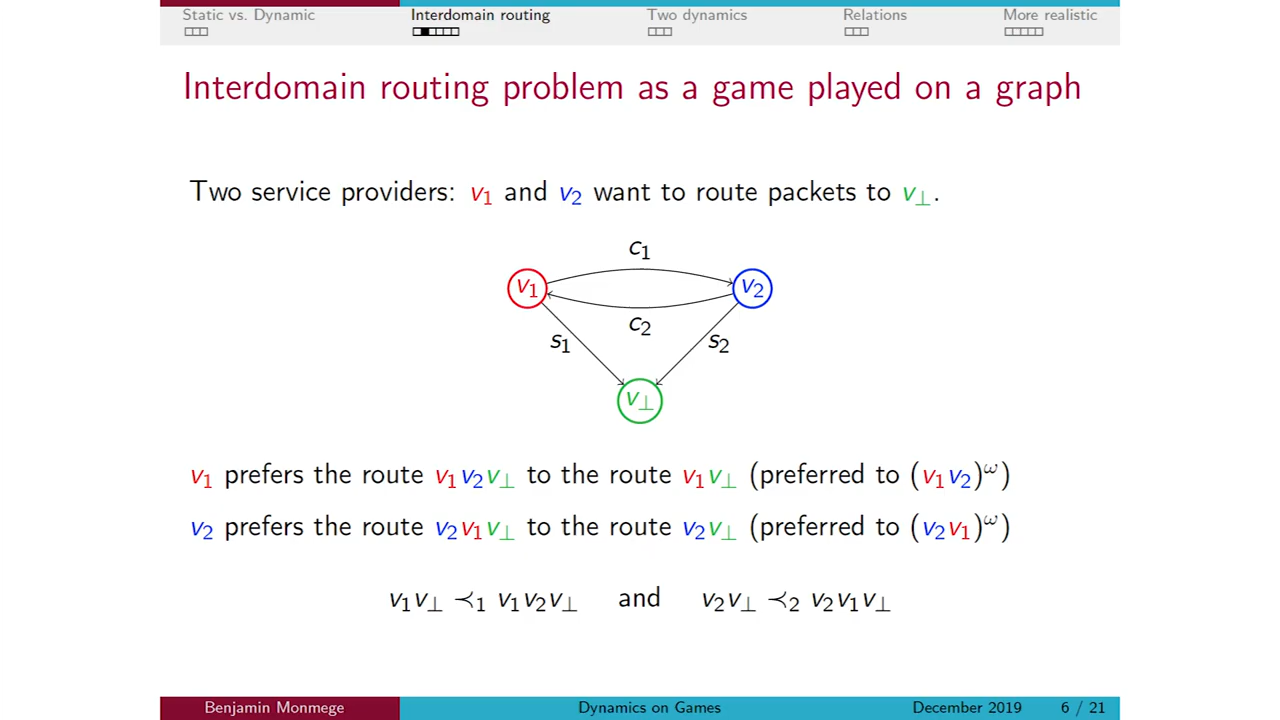 Static vs. Dynamic Interdomain routing Two dynamics Relations More realistic
Interdomain routing problem as a game played on a graph
Two service providers: v₁ and v₂ want to route packets to v⊥.
c₁
v₁ v₂
c₂
s₁ s₂
v⊥
v₁ prefers the route v₁v₂v⊥ to the route v₁v⊥ (preferred to (v₁v₂)^ω)
v₂ prefers the route v₂v₁v⊥ to the route v₂v⊥ (preferred to (v₂v₁)^ω)
v₁v⊥ ≺₁ v₁v₂v⊥ and v₂v⊥ ≺₂ v₂v₁v⊥
Benjamin Monmege Dynamics on Games December 2019 6 / 21